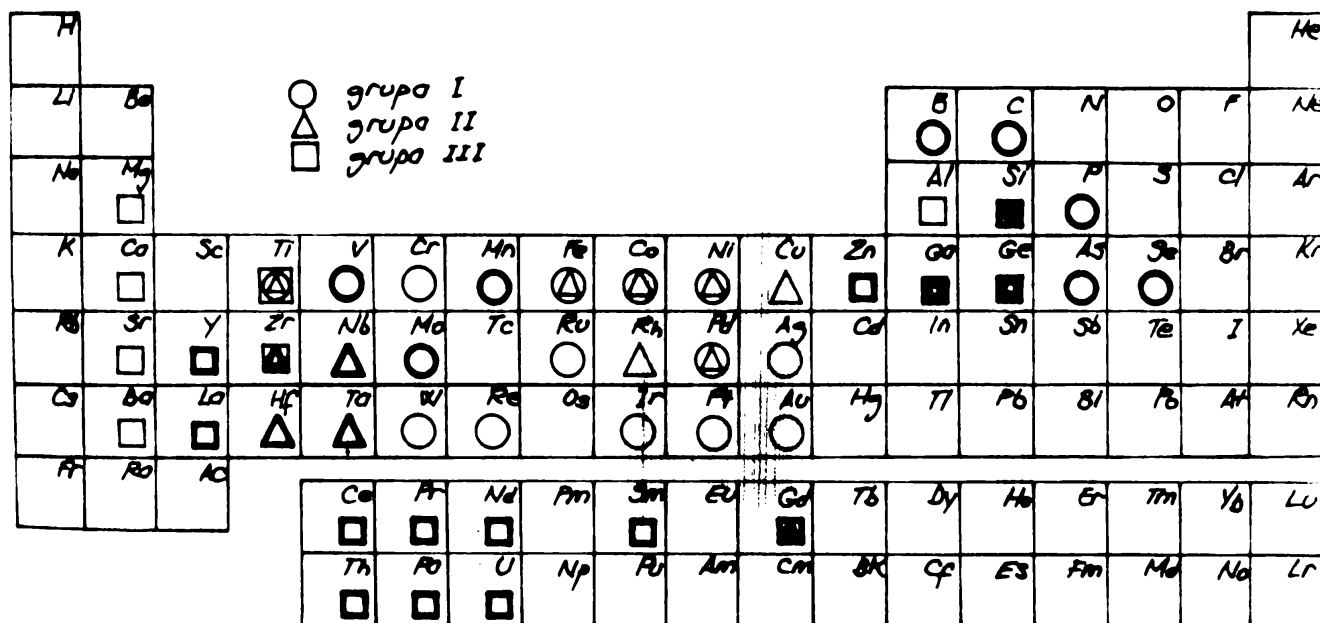 H He
grupa I
Li Be B C N O F Ne
grupa II
grupa III
Na Mg Al Si P S Cl Ar
K Ca Sc Ti V Cr Mn Fe Co Ni Cu Zn Ga Ge As Se Br Kr
Rb Sr Y Zr Nb Mo Tc Ru Rh Pd Ag Cd In Sn Sb Te I Xe
Cs Ba La Hf Ta W Re Os Ir Pt Au Hg Tl Pb Bi Po At Rn
Fr Ra Ac
Ce Pr Nd Pm Sm Eu Gd Tb Dy Ho Er Tm Yb Lu
Th Pa U Np Pu Am Cm Bk Cf Es Fm Md No Lr